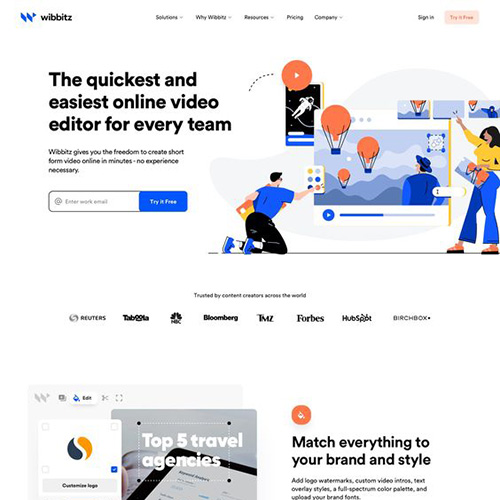 wibbitz
Solutions Why Wibbitz Resources Pricing Company Sign in Try it Free
The quickest and
easiest online video
editor for every team
Wibbitz gives you the freedom to create short
form video online in minutes - no experience
necessary.
@ Enter work email Try it Free
Trusted by content creators across the world
REUTERS Taboola NBC Bloomberg TMZ Forbes HubSpot BIRCHBOX
Edit
Top 5 travel
agencies
Customize logo
Match everything to
your brand and style
Add logo watermarks, custom video intros, text
overlay styles, a full-spectrum color palette, and
upload your brand fonts.